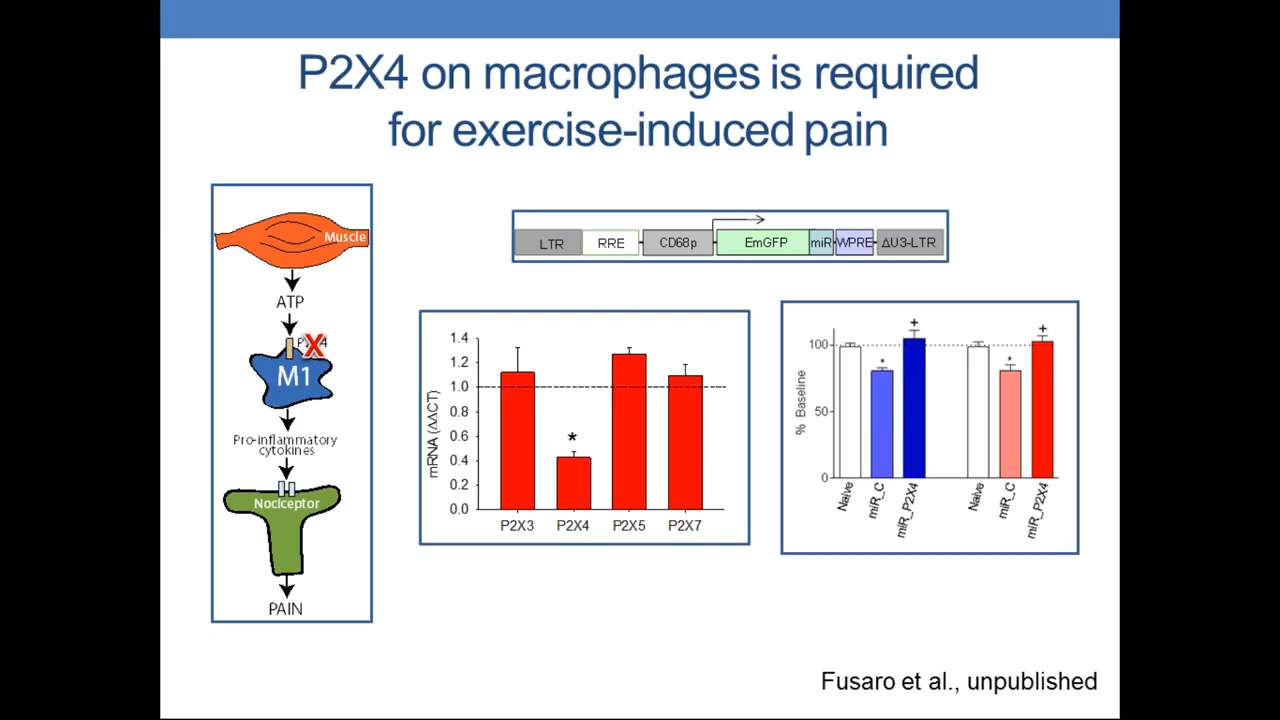 P2X4 on macrophages is required
for exercise-induced pain
Muscle
ATP
X
M1
Pro-inflammatory
cytokines
Nociceptor
PAIN
LTR RRE CD68p EmGFP miR WPRE ΔU3-LTR
mRNA (ΔΔCT)
1.4
1.2
1.0
0.8
0.6
0.4
0.2
0.0
*
P2X3 P2X4 P2X5 P2X7
% Baseline
100
50
0
* + * +
Naive miR_C miR_P2X4 Naive miR_C miR_P2X4
Fusaro et al., unpublished